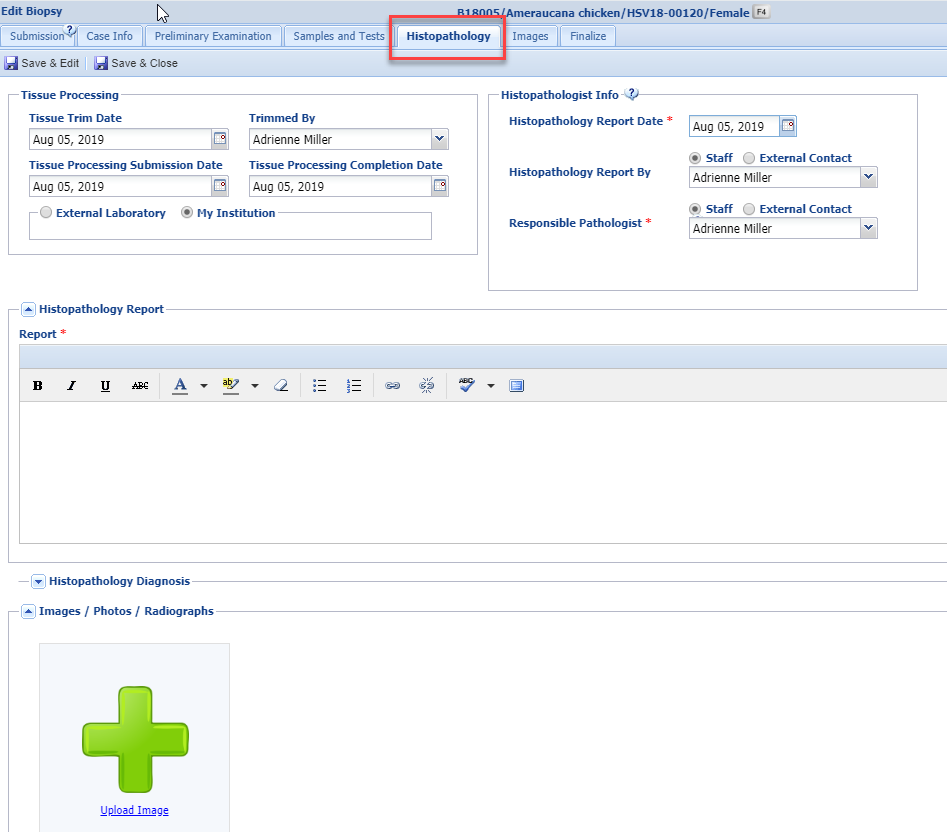 Edit Biopsy
B18005/Ameraucana chicken/HSV18-00120/Female F4
Submission ? Case Info Preliminary Examination Samples and Tests Histopathology Images Finalize
Save & Edit Save & Close
Tissue Processing
Tissue Trim Date Trimmed By
Aug 05, 2019 Adrienne Miller
Tissue Processing Submission Date Tissue Processing Completion Date
Aug 05, 2019 Aug 05, 2019
External Laboratory My Institution
Histopathologist Info ?
Histopathology Report Date * Aug 05, 2019
Staff External Contact
Histopathology Report By Adrienne Miller
Staff External Contact
Responsible Pathologist * Adrienne Miller
Histopathology Report
Report *
B I U ABC A ab ABC
Histopathology Diagnosis
Images / Photos / Radiographs
Upload Image